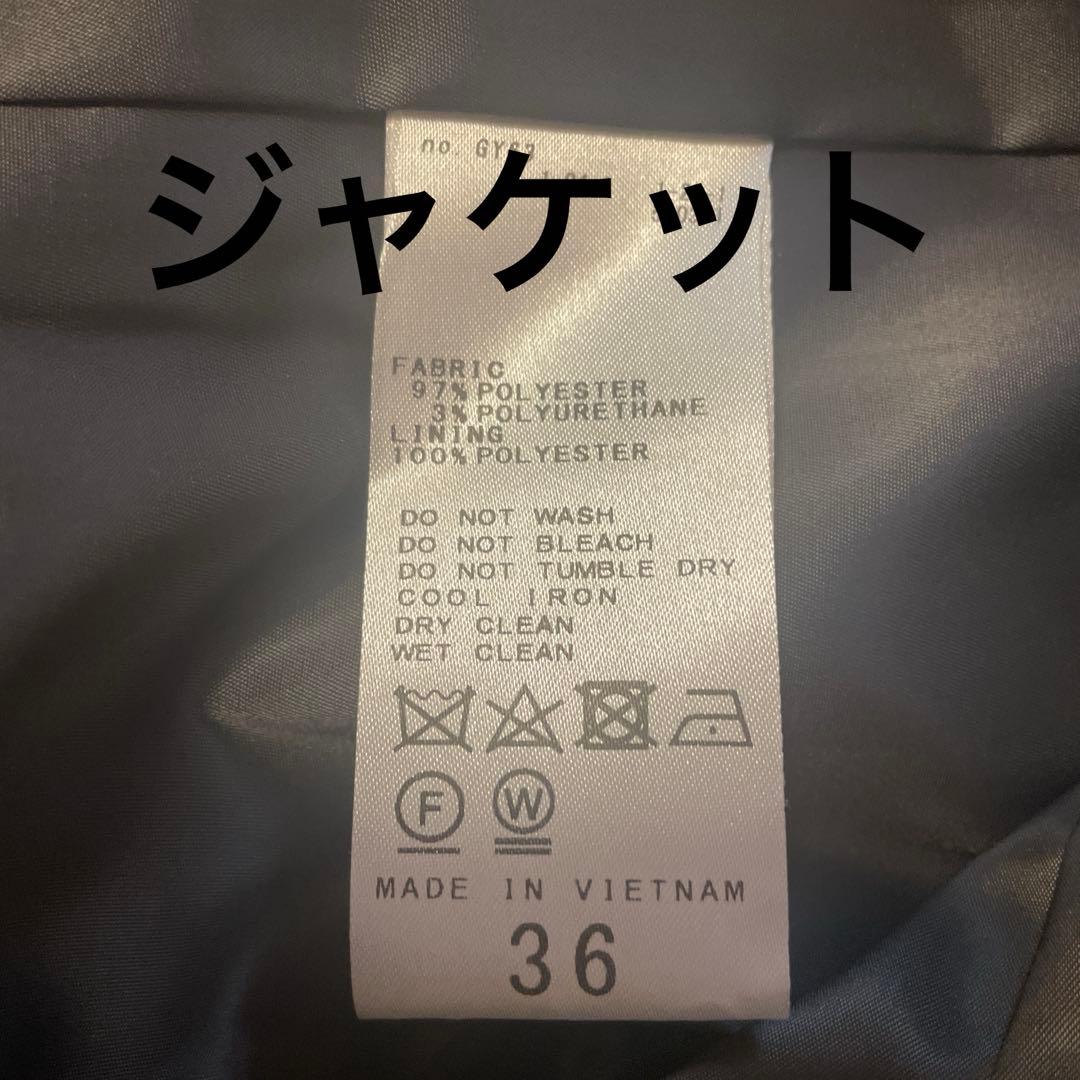 ジャケット
no.
FABRIC
97% POLYESTER
3% POLYURETHANE
LINING
100% POLYESTER
DO NOT WASH
DO NOT BLEACH
DO NOT TUMBLE DRY
COOL IRON
DRY CLEAN
WET CLEAN
F W
MADE IN VIETNAM
36